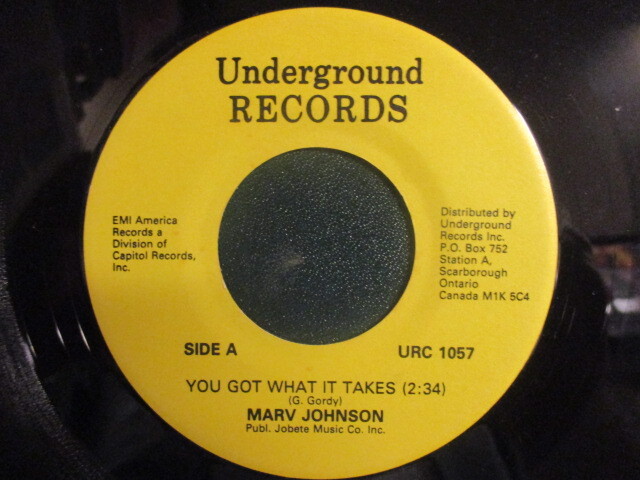 Underground
RECORDS
EMI America
Records a
Division of
Capitol Records,
Inc.
Distributed by
Underground
Records Inc.
P.O. Box 752
Station A,
Scarborough
Ontario
Canada M1K 5C4
SIDE A
URC 1057
YOU GOT WHAT IT TAKES (2:34)
(G. Gordy)
MARV JOHNSON
Publ. Jobete Music Co. Inc.